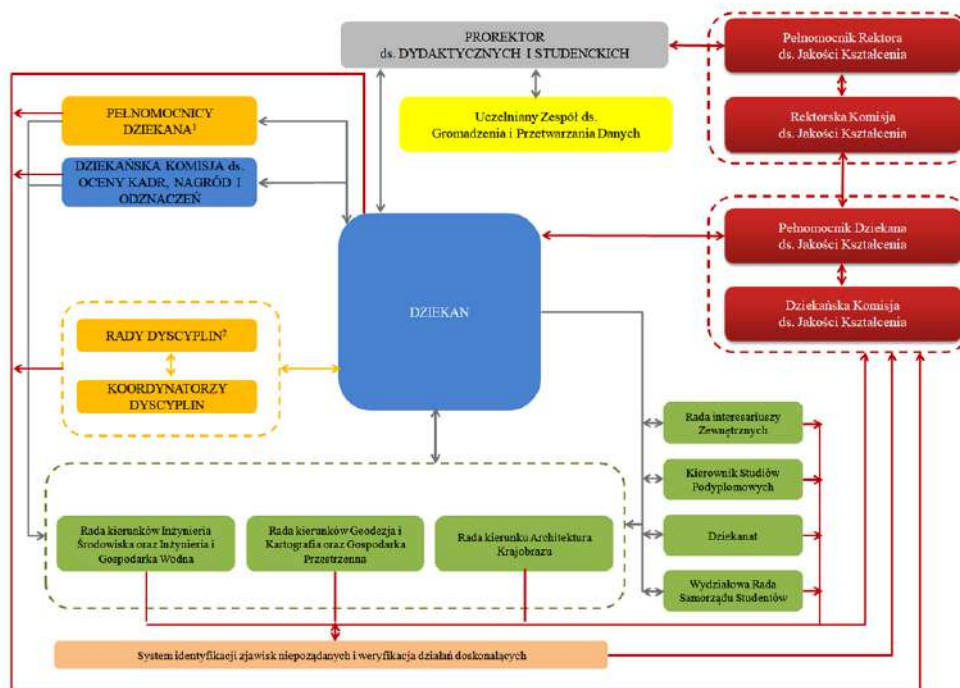 PROREKTOR
ds. DYDAKTYCZNYCH I STUDENCKICH
Uczelniany Zespół ds.
Gromadzenia i Przetwarzania Danych
Pełnomocnik Rektora
ds. Jakości Kształcenia
Rektorska Komisja
ds. Jakości Kształcenia
PEŁNOMOCNICY
DZIEKANA¹
DZIEKAŃSKA KOMISJA ds.
OCENY KADR, NAGRÓD I
ODZNACZEŃ
Pełnomocnik Dziekana
ds. Jakości Kształcenia
Dziekańska Komisja
ds. Jakości Kształcenia
DZIEKAN
RADY DYSCYPLIN²
KOORDYNATORZY
DYSCYPLIN
Rada interesariuszy
Zewnętrznych
Kierownik Studiów
Podyplomowych
Dziekanat
Wydziałowa Rada
Samorządu Studentów
Rada kierunków Inżynieria
Środowiska oraz Inżynieria i
Gospodarka Wodna
Rada kierunków Geodezja i
Kartografia oraz Gospodarka
Przestrzenna
Rada kierunku Architektura
Krajobrazu
System identyfikacji zjawisk niepożądanych i weryfikacja działań doskonalących